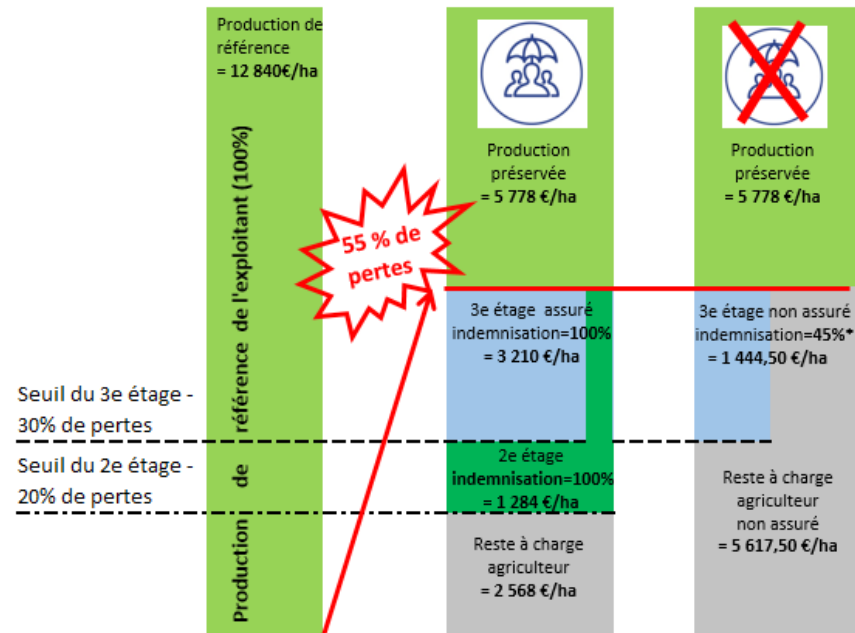 Production de
référence
= 12 840€/ha
Production de référence de l'exploitant (100%)
55 % de
pertes
Production
préservée
= 5 778 €/ha
Production
préservée
= 5 778 €/ha
3e étage assuré
indemnisation=100%
= 3 210 €/ha
3e étage non assuré
indemnisation=45%*
= 1 444,50 €/ha
Seuil du 3e étage -
30% de pertes
Seuil du 2e étage -
20% de pertes
2e étage
indemnisation=100%
= 1 284 €/ha
Reste à charge
agriculteur
= 2 568 €/ha
Reste à charge
agriculteur
non assuré
= 5 617,50 €/ha